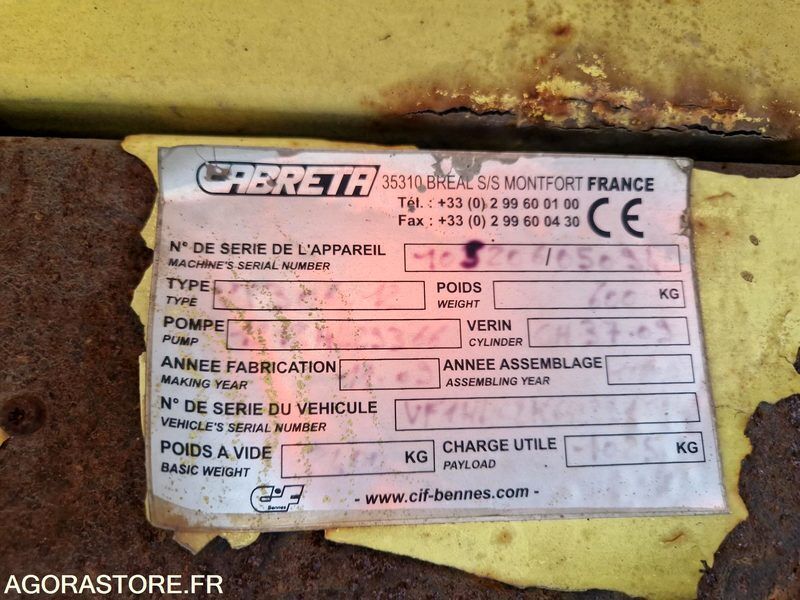 CABRETA
35310 BREAL S/S MONTFORT FRANCE
Tél. : +33 (0) 2 99 60 01 00
Fax : +33 (0) 2 99 60 04 30
CE
N° DE SERIE DE L'APPAREIL
MACHINE'S SERIAL NUMBER
TYPE
TYPE
POIDS
WEIGHT
600
KG
POMPE
PUMP
VERIN
CYLINDER
ANNEE FABRICATION
MAKING YEAR
ANNEE ASSEMBLAGE
ASSEMBLING YEAR
N° DE SERIE DU VEHICULE
VEHICLE'S SERIAL NUMBER
POIDS A VIDE
BASIC WEIGHT
KG
CHARGE UTILE
PAYLOAD
KG
Bennes
- www.cif-bennes.com -
AGORASTORE.FR